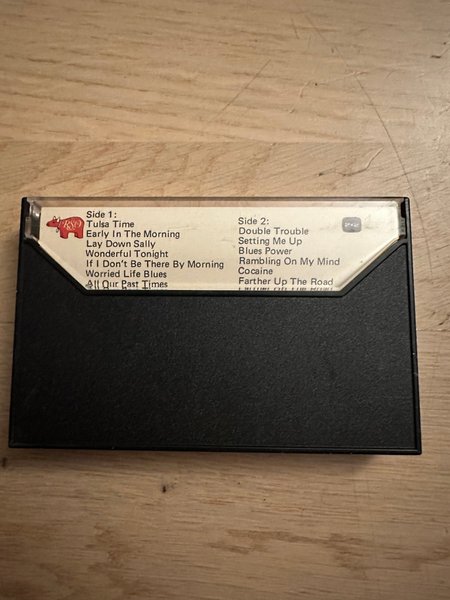 RSO
Side 1:
Tulsa Time
Early In The Morning
Lay Down Sally
Wonderful Tonight
If I Don't Be There By Morning
Worried Life Blues
All Our Past Times
Side 2:
Double Trouble
Setting Me Up
Blues Power
Rambling On My Mind
Cocaine
Farther Up The Road